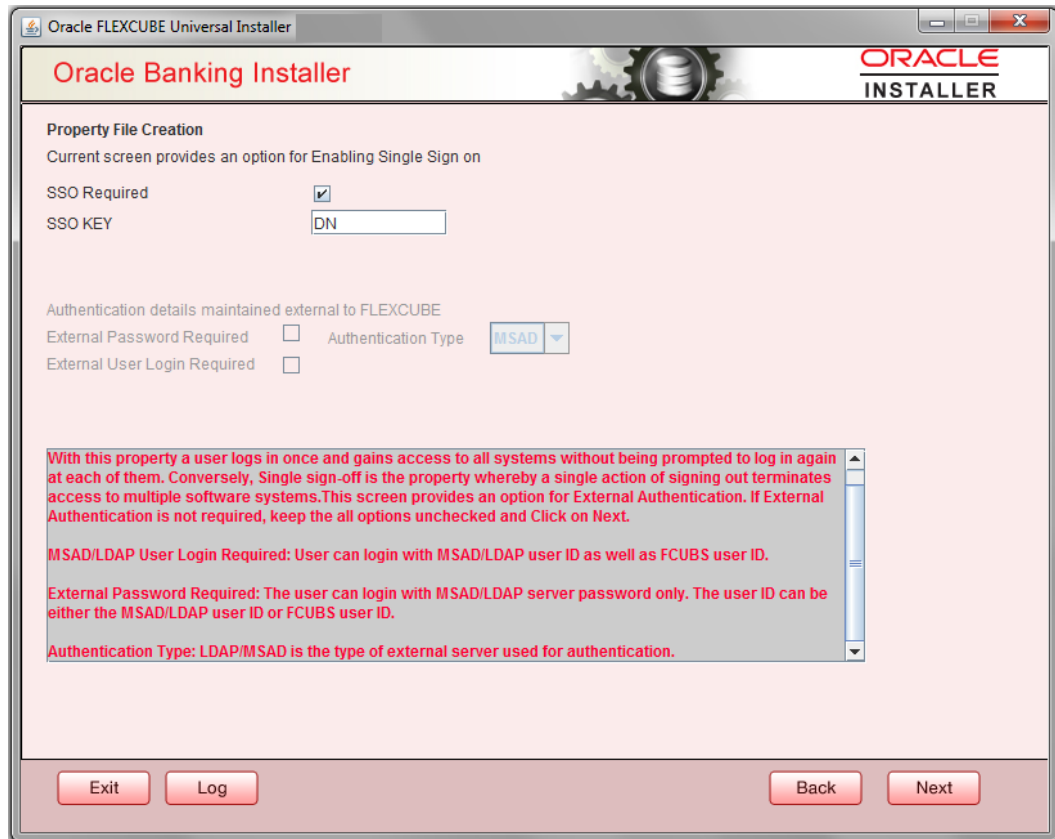 Oracle FLEXCUBE Universal Installer
Oracle Banking Installer
ORACLE
INSTALLER
Property File Creation
Current screen provides an option for Enabling Single Sign on
SSO Required
SSO KEY
DN
Authentication details maintained external to FLEXCUBE
External Password Required
Authentication Type
MSAD
External User Login Required
With this property a user logs in once and gains access to all systems without being prompted to log in again
at each of them. Conversely, Single sign-off is the property whereby a single action of signing out terminates
access to multiple software systems.This screen provides an option for External Authentication. If External
Authentication is not required, keep the all options unchecked and Click on Next.
MSAD/LDAP User Login Required: User can login with MSAD/LDAP user ID as well as FCUBS user ID.
External Password Required: The user can login with MSAD/LDAP server password only. The user ID can be
either the MSAD/LDAP user ID or FCUBS user ID.
Authentication Type: LDAP/MSAD is the type of external server used for authentication.
Exit
Log
Back
Next